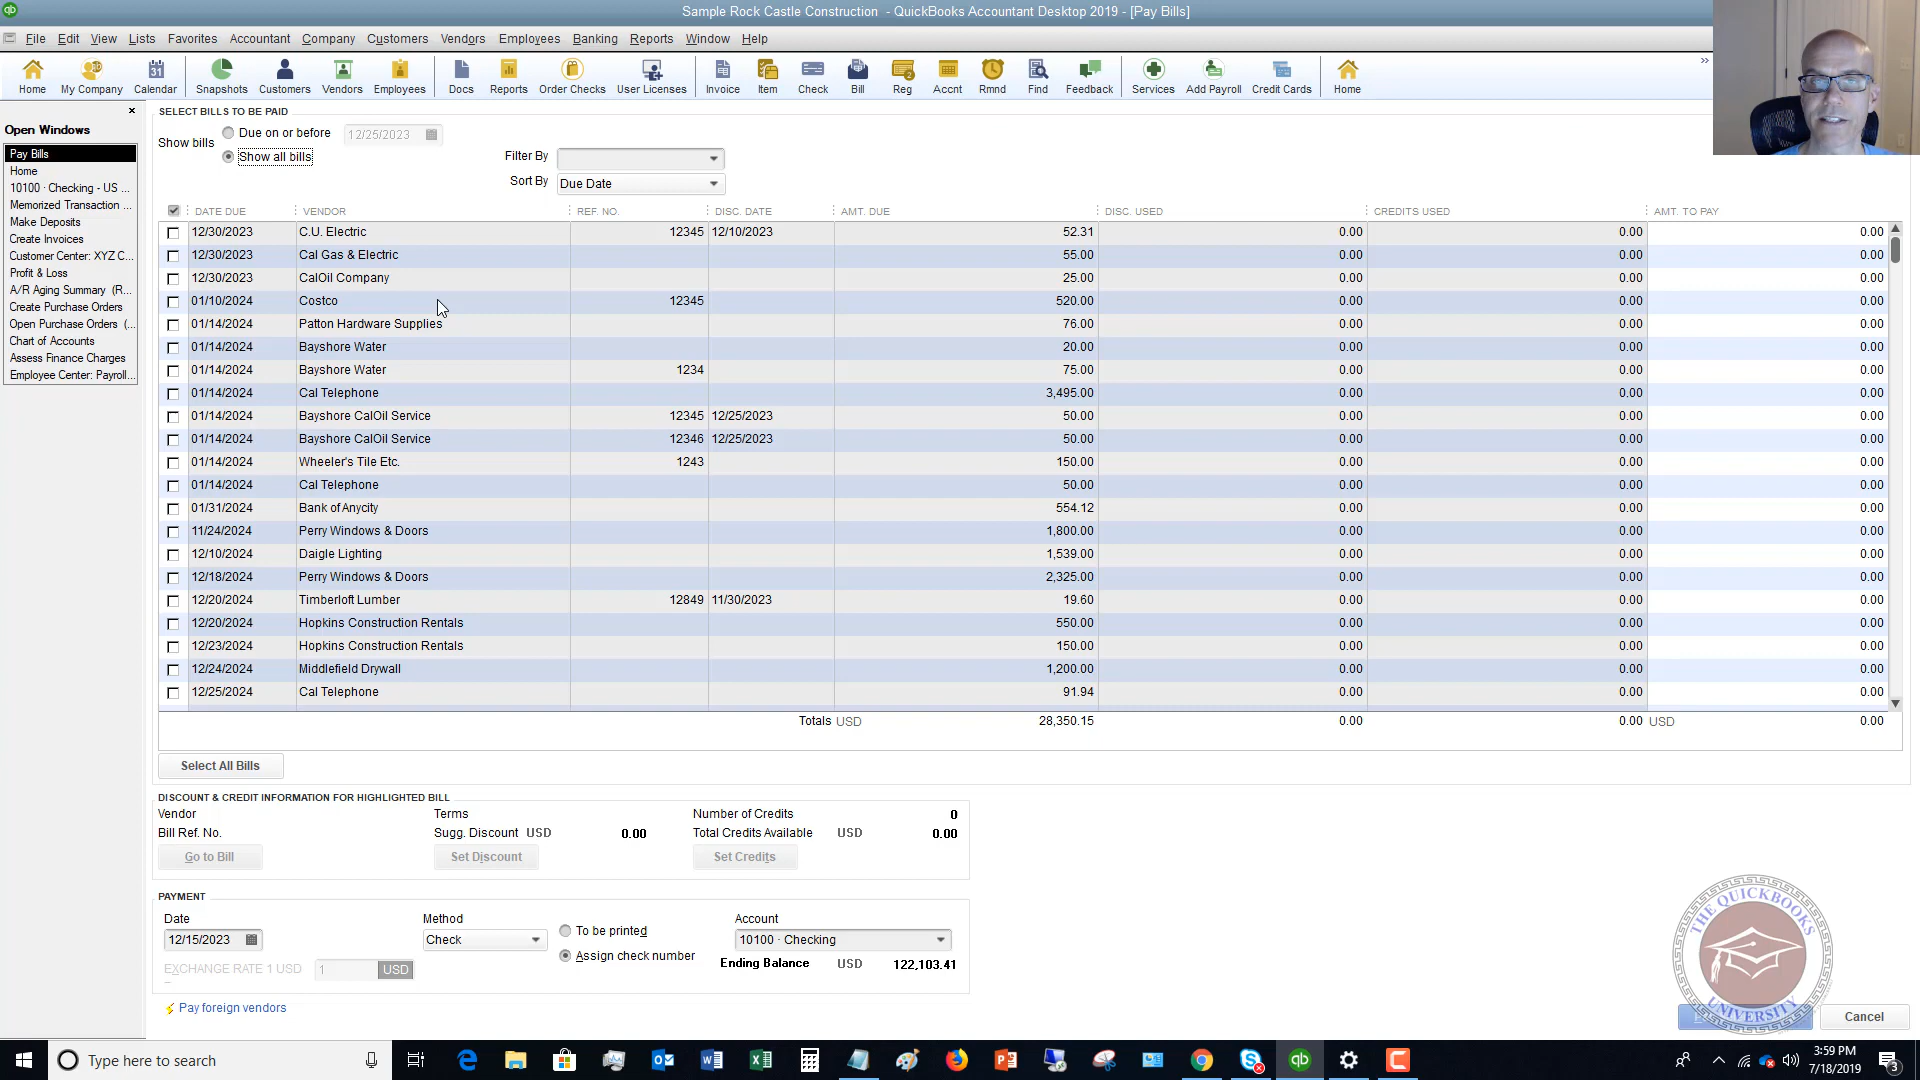 Sample Rock Castle Construction - QuickBooks Accountant Desktop 2019 - [Pay Bills]
File Edit View Lists Favorites Accountant Company Customers Vendors Employees Banking Reports Window Help
Home My Company Calendar Snapshots Customers Vendors Employees Docs Reports Order Checks User Licenses Invoice Item Check Bill Reg Accnt Rmnd Find Feedback Services Add Payroll Credit Cards Home
Open Windows
Pay Bills
Home
10100 · Checking - US ...
Memorized Transaction ...
Make Deposits
Create Invoices
Customer Center: XYZ C...
Profit & Loss
A/R Aging Summary (R...
Create Purchase Orders
Open Purchase Orders (...
Chart of Accounts
Assess Finance Charges
Employee Center: Payroll...
SELECT BILLS TO BE PAID
Show bills
Due on or before 12/25/2023
Show all bills
Filter By
Sort By Due Date
DATE DUE VENDOR REF. NO. DISC. DATE AMT. DUE DISC. USED CREDITS USED AMT. TO PAY
12/30/2023 C.U. Electric 12345 12/10/2023 52.31 0.00 0.00 0.00
12/30/2023 Cal Gas & Electric 55.00 0.00 0.00 0.00
12/30/2023 CalOil Company 25.00 0.00 0.00 0.00
01/10/2024 Costco 12345 520.00 0.00 0.00 0.00
01/14/2024 Patton Hardware Supplies 76.00 0.00 0.00 0.00
01/14/2024 Bayshore Water 20.00 0.00 0.00 0.00
01/14/2024 Bayshore Water 1234 75.00 0.00 0.00 0.00
01/14/2024 Cal Telephone 3,495.00 0.00 0.00 0.00
01/14/2024 Bayshore CalOil Service 12345 12/25/2023 50.00 0.00 0.00 0.00
01/14/2024 Bayshore CalOil Service 12346 12/25/2023 50.00 0.00 0.00 0.00
01/14/2024 Wheeler's Tile Etc. 1243 150.00 0.00 0.00 0.00
01/14/2024 Cal Telephone 50.00 0.00 0.00 0.00
01/31/2024 Bank of Anycity 554.12 0.00 0.00 0.00
11/24/2024 Perry Windows & Doors 1,800.00 0.00 0.00 0.00
12/10/2024 Daigle Lighting 1,539.00 0.00 0.00 0.00
12/18/2024 Perry Windows & Doors 2,325.00 0.00 0.00 0.00
12/20/2024 Timberloft Lumber 12849 11/30/2023 19.60 0.00 0.00 0.00
12/20/2024 Hopkins Construction Rentals 550.00 0.00 0.00 0.00
12/23/2024 Hopkins Construction Rentals 150.00 0.00 0.00 0.00
12/24/2024 Middlefield Drywall 1,200.00 0.00 0.00 0.00
12/25/2024 Cal Telephone 91.94 0.00 0.00 0.00
Totals USD 28,350.15 0.00 0.00 USD 0.00
Select All Bills
DISCOUNT & CREDIT INFORMATION FOR HIGHLIGHTED BILL
Vendor Terms Number of Credits 0
Bill Ref. No. Sugg. Discount USD 0.00 Total Credits Available USD 0.00
Go to Bill Set Discount Set Credits
PAYMENT
Date Method Account
12/15/2023 Check To be printed 10100 · Checking
Assign check number Ending Balance USD 122,103.41
EXCHANGE RATE 1 USD 1 USD
Pay foreign vendors
THE QUICKBOOKS UNIVERSITY
Cancel
Type here to search
3:59 PM
7/18/2019
3